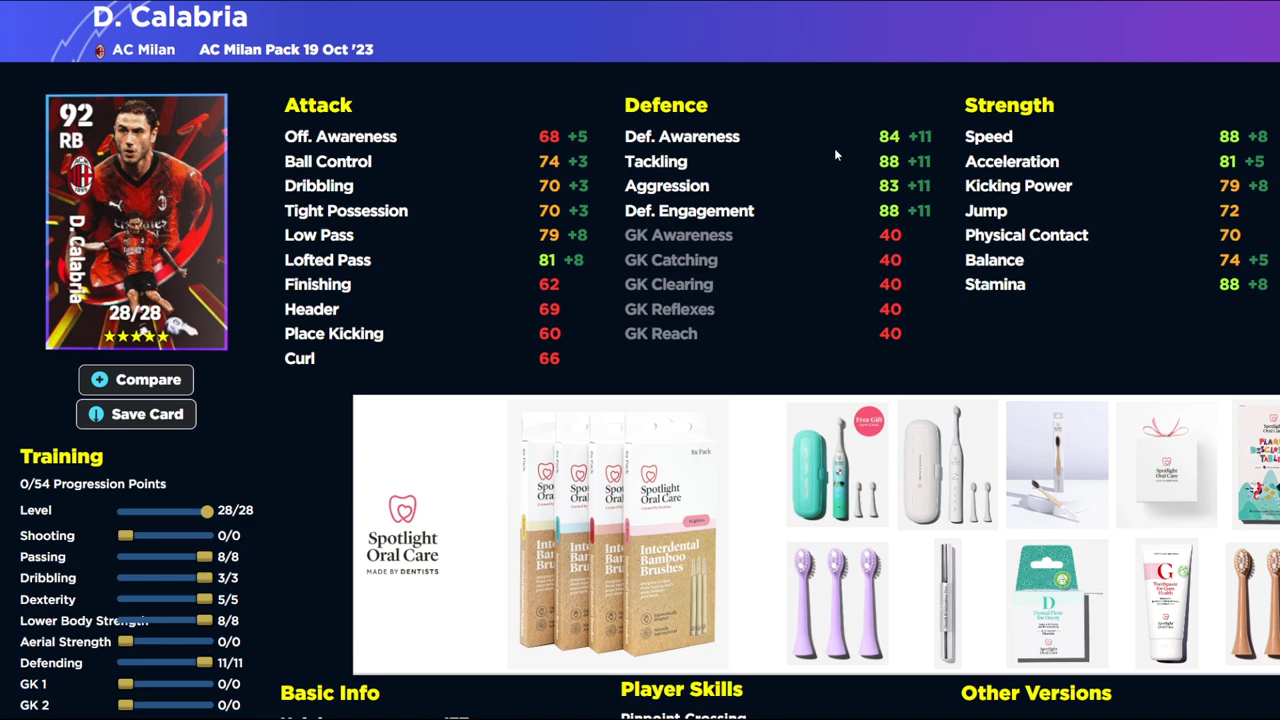 D. Calabria
AC Milan AC Milan Pack 19 Oct '23
92
RB
D. Calabria
28/28
Compare
Save Card
Attack
Off. Awareness 68 +5
Ball Control 74 +3
Dribbling 70 +3
Tight Possession 70 +3
Low Pass 79 +8
Lofted Pass 81 +8
Finishing 62
Header 69
Place Kicking 60
Curl 66
Defence
Def. Awareness 84 +11
Tackling 88 +11
Aggression 83 +11
Def. Engagement 88 +11
GK Awareness 40
GK Catching 40
GK Clearing 40
GK Reflexes 40
GK Reach 40
Strength
Speed 88 +8
Acceleration 81 +5
Kicking Power 79 +8
Jump 72
Physical Contact 70
Balance 74 +5
Stamina 88 +8
Training
0/54 Progression Points
Level 28/28
Shooting 0/0
Passing 8/8
Dribbling 3/3
Dexterity 5/5
Lower Body Strength 8/8
Aerial Strength 0/0
Defending 11/11
GK 1 0/0
GK 2 0/0
Spotlight
Oral Care
MADE BY DENTISTS
8x Pack
Spotlight
Oral Care
Interdental
Bamboo
Brushes
Free Gift
Basic Info
Player Skills
Pinpoint Crossing
Other Versions